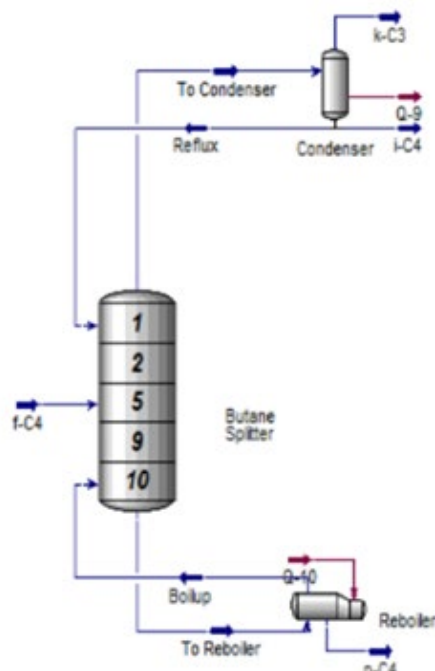 k-C3
To Condenser
Q-9
Reflux
Condenser
i-C4
1
2
f-C4
5
Butane
Splitter
9
10
Q-10
Boilup
Reboiler
To Reboiler
n-C4